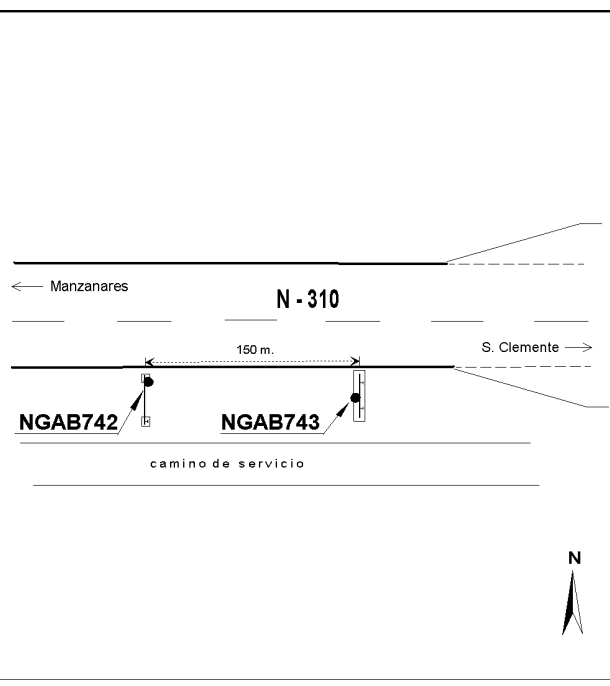 Manzanares
N - 310
S. Clemente
150 m.
NGAB742
NGAB743
camino de servicio
N